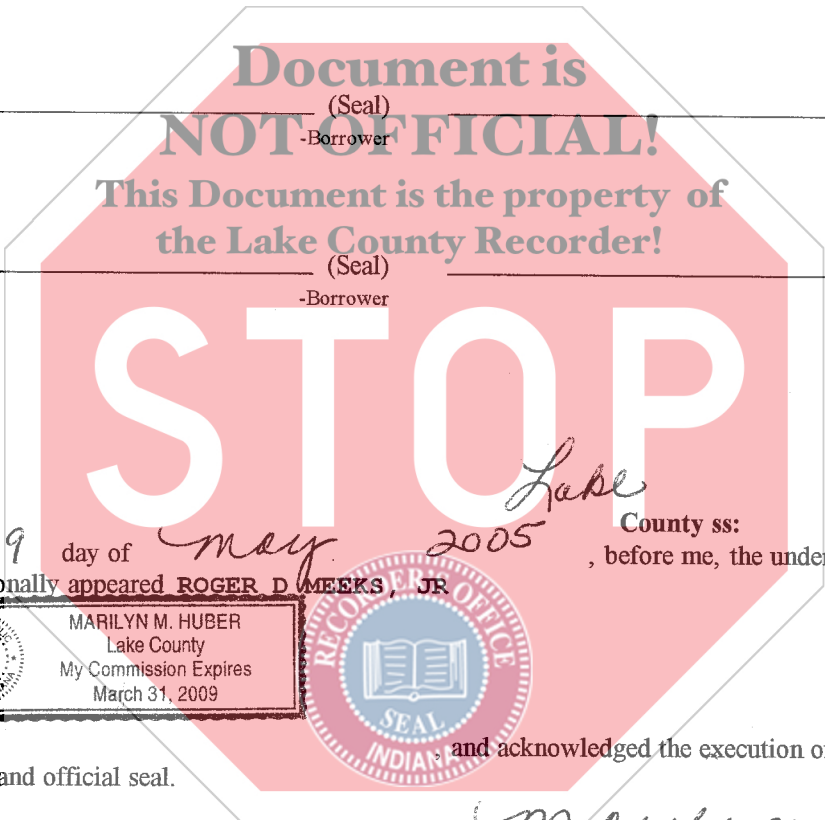 Document is
(Seal)
NOT OFFICIAL!
-Borrower
This Document is the property of
the Lake County Recorder!
(Seal)
-Borrower
STOP
Lake
County ss:
9 day of May 2005 , before me, the under
onally appeared ROGER D MEEKS, JR
RECORDER OFFICE
MARILYN M. HUBER
Lake County
My Commission Expires
March 31, 2009
SEAL
INDIANA
, and acknowledged the execution o
and official seal.